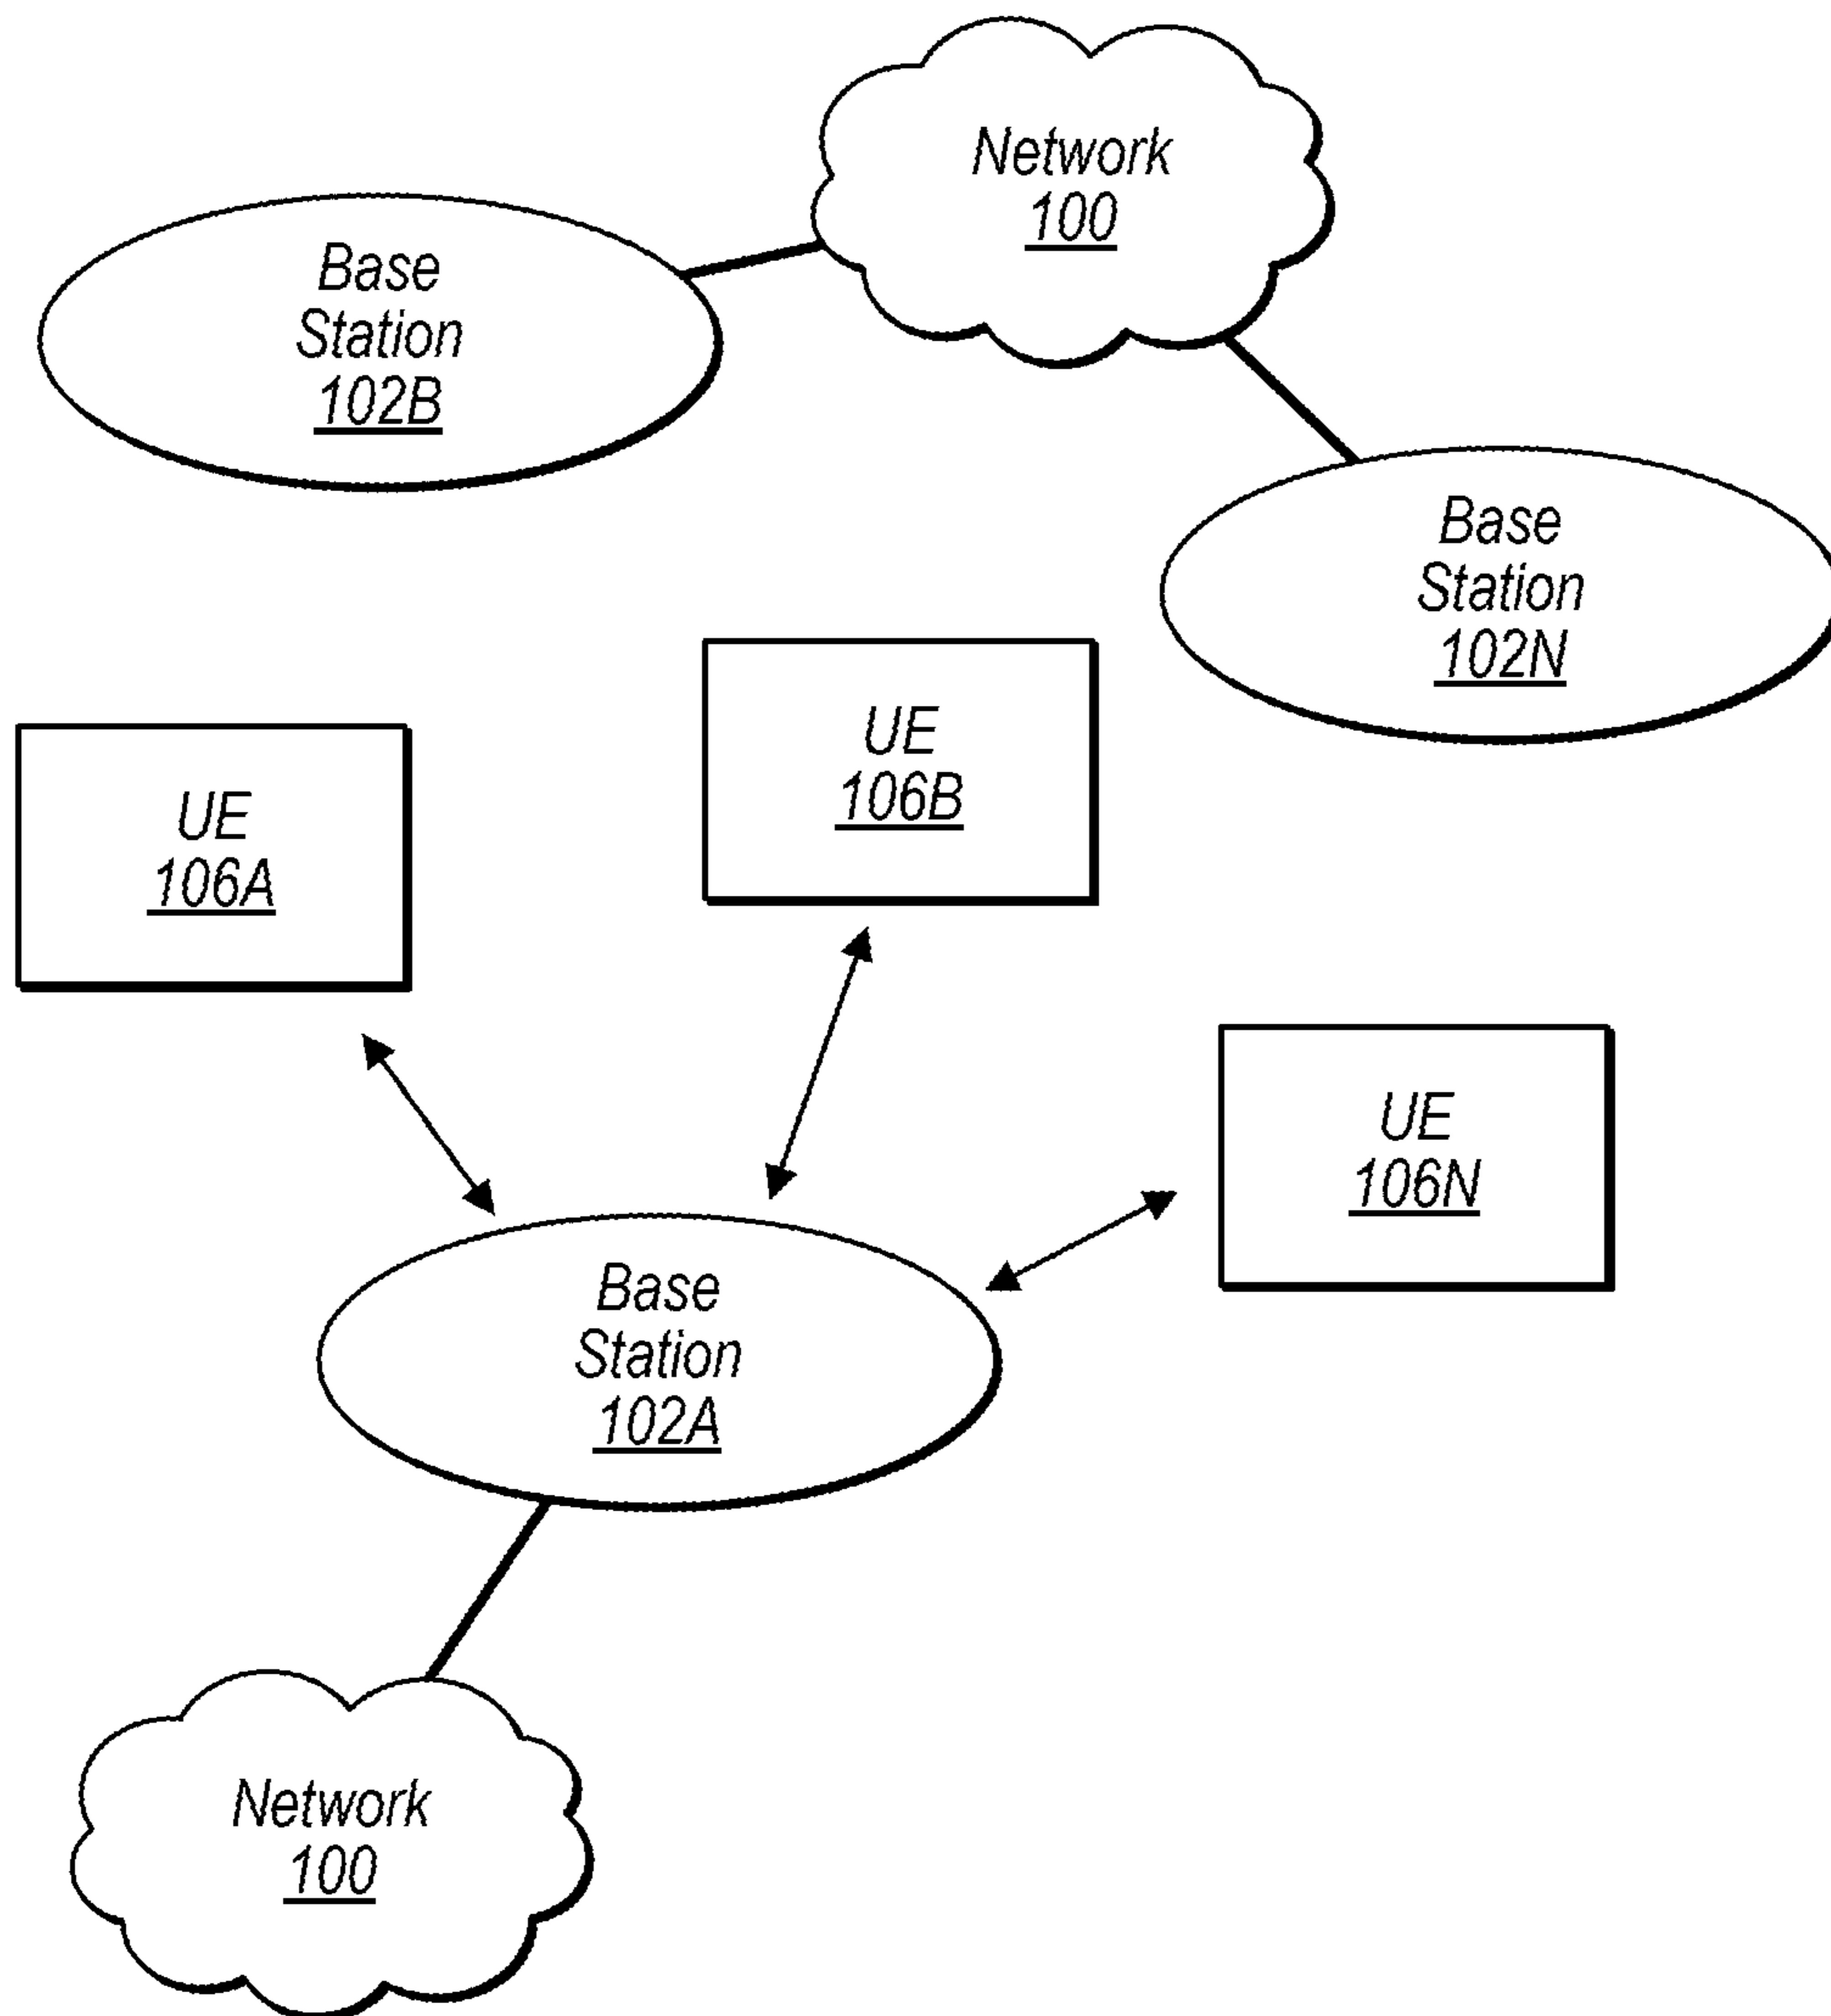 Network
100
Base
Station
102B
Base
Station
102N
UE
106B
UE
106A
UE
106N
Base
Station
102A
Network
100